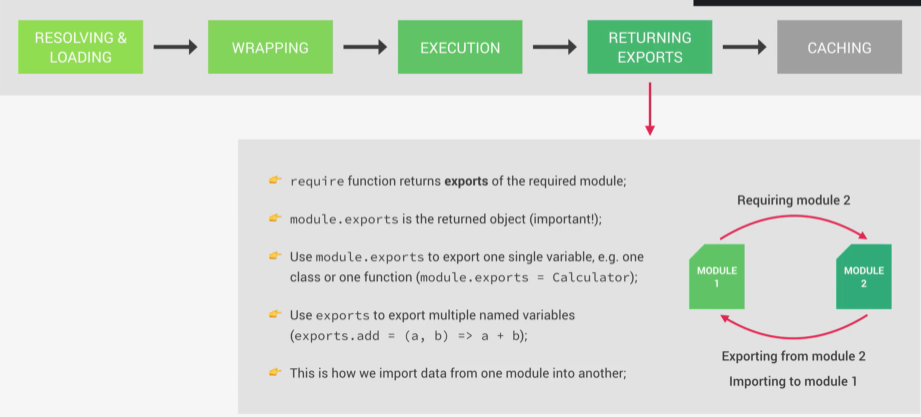 RESOLVING &
LOADING
WRAPPING
EXECUTION
RETURNING
EXPORTS
CACHING
👉 require function returns exports of the required module;
👉 module.exports is the returned object (important!);
👉 Use module.exports to export one single variable, e.g. one
class or one function (module.exports = Calculator);
👉 Use exports to export multiple named variables
(exports.add = (a, b) => a + b);
👉 This is how we import data from one module into another;
Requiring module 2
MODULE
1
MODULE
2
Exporting from module 2
Importing to module 1